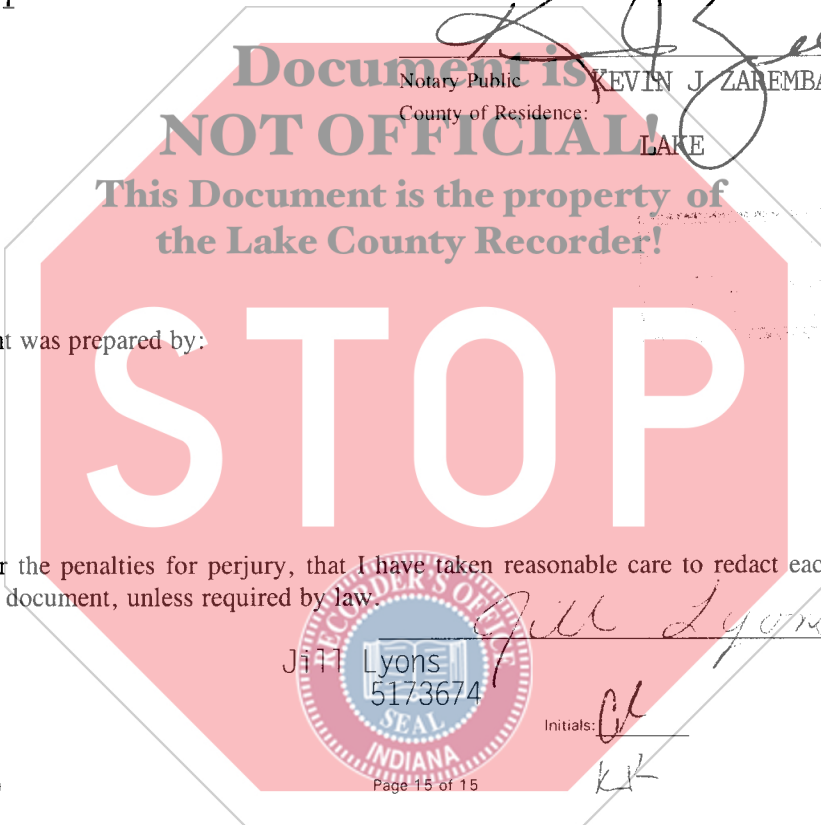 Document is
Notary Public KEVIN J ZAREMBA
County of Residence:
NOT OFFICIAL!
LAKE
This Document is the property of
the Lake County Recorder!
was prepared by:
STOP
the penalties for perjury, that I have taken reasonable care to redact
document, unless required by law.
Jill Lyons
RECORDER'S OFFICE
Jill Lyons
5173674
SEAL
INDIANA
Initials:
Page 15 of 15